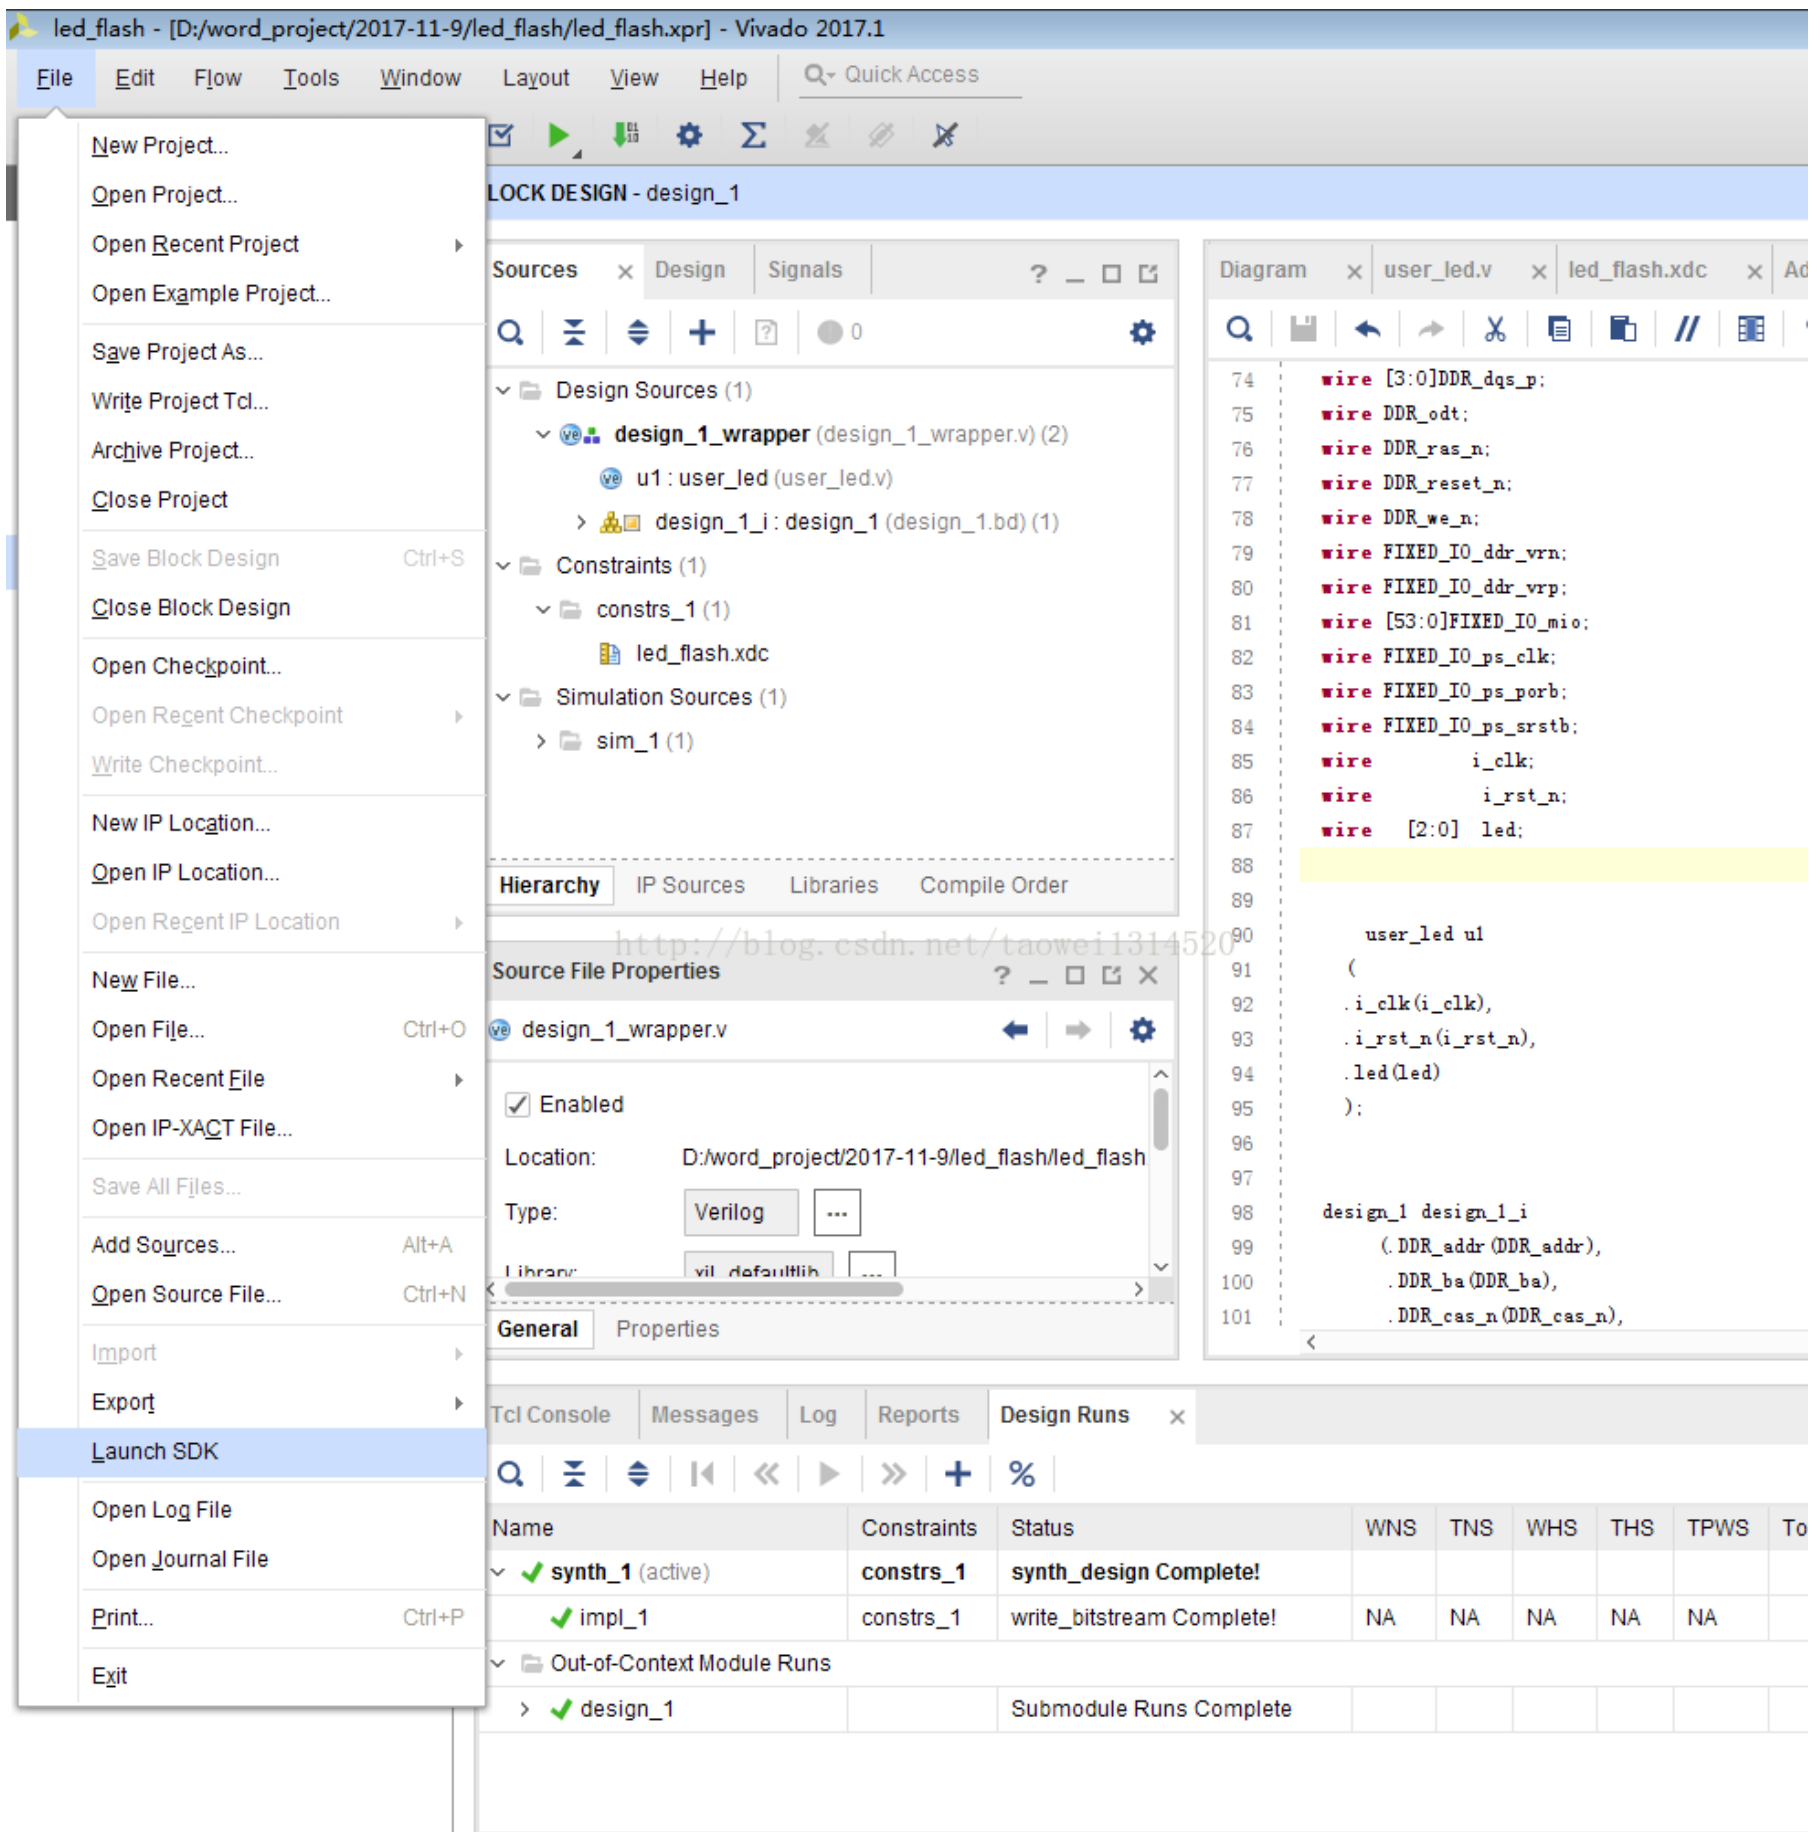 led_flash - [D:/word_project/2017-11-9/led_flash/led_flash.xpr] - Vivado 2017.1
File Edit Flow Tools Window Layout View Help Quick Access
New Project...
Open Project...
Open Recent Project
Open Example Project...
Save Project As...
Write Project Tcl...
Archive Project...
Close Project
Save Block Design Ctrl+S
Close Block Design
Open Checkpoint...
Open Recent Checkpoint
Write Checkpoint...
New IP Location...
Open IP Location...
Open Recent IP Location
New File...
Open File... Ctrl+O
Open Recent File
Open IP-XACT File...
Save All Files...
Add Sources... Alt+A
Open Source File... Ctrl+N
Import
Export
Launch SDK
Open Log File
Open Journal File
Print... Ctrl+P
Exit
LOCK DESIGN - design_1
Sources Design Signals
0
Design Sources (1)
design_1_wrapper (design_1_wrapper.v) (2)
u1 : user_led (user_led.v)
design_1_i : design_1 (design_1.bd) (1)
Constraints (1)
constrs_1 (1)
led_flash.xdc
Simulation Sources (1)
sim_1 (1)
Hierarchy IP Sources Libraries Compile Order
http://blog.csdn.net/taowei1314520
Source File Properties
design_1_wrapper.v
Enabled
Location: D:/word_project/2017-11-9/led_flash/led_flash
Type: Verilog ...
Library: xil_defaultlib ...
General Properties
Diagram user_led.v led_flash.xdc Ad
74 wire [3:0]DDR_dqs_p;
75 wire DDR_odt;
76 wire DDR_ras_n;
77 wire DDR_reset_n;
78 wire DDR_we_n;
79 wire FIXED_IO_ddr_vrn;
80 wire FIXED_IO_ddr_vrp;
81 wire [53:0]FIXED_IO_mio;
82 wire FIXED_IO_ps_clk;
83 wire FIXED_IO_ps_porb;
84 wire FIXED_IO_ps_srstb;
85 wire i_clk;
86 wire i_rst_n;
87 wire [2:0] led;
88
89
90 user_led u1
91 (
92 .i_clk(i_clk),
93 .i_rst_n(i_rst_n),
94 .led(led)
95 );
96
97
98 design_1 design_1_i
99 (.DDR_addr(DDR_addr),
100 .DDR_ba(DDR_ba),
101 .DDR_cas_n(DDR_cas_n),
Tcl Console Messages Log Reports Design Runs
Name Constraints Status WNS TNS WHS THS TPWS To
synth_1 (active) constrs_1 synth_design Complete!
impl_1 constrs_1 write_bitstream Complete! NA NA NA NA NA
Out-of-Context Module Runs
design_1 Submodule Runs Complete